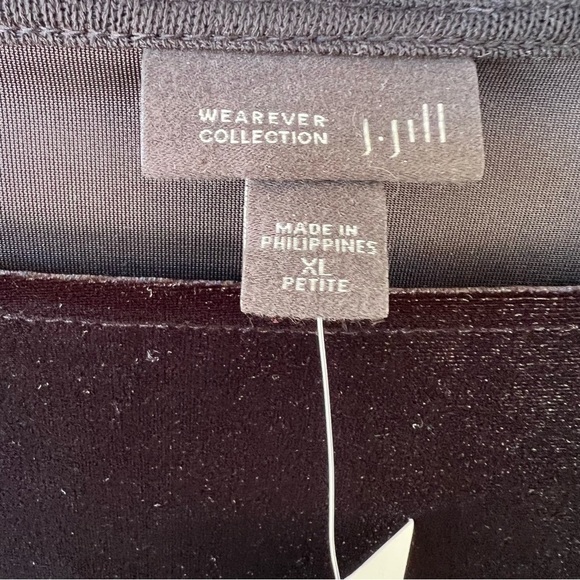 WEAREVER
COLLECTION
J.Jill
MADE IN
PHILIPPINES
XL
PETITE